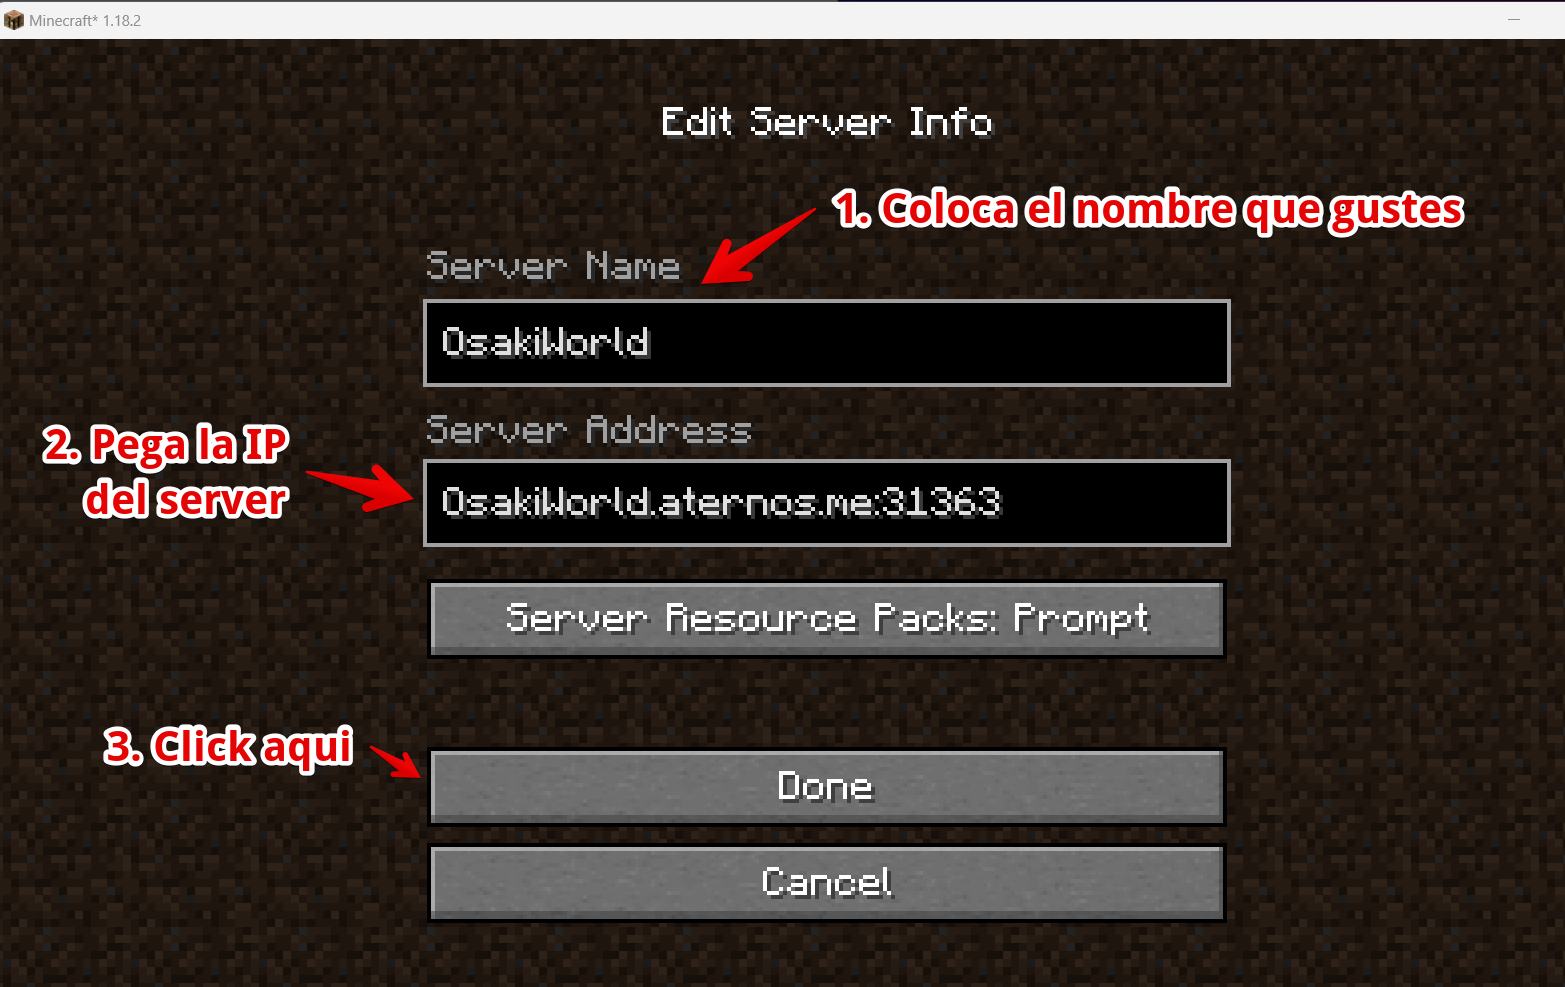 Minecraft* 1.18.2
Edit Server Info
1. Coloca el nombre que gustes
Server Name
OsakiWorld
Server Address
2. Pega la IP
del server
OsakiWorld.aternos.me:31363
Server Resource Packs: Prompt
3. Click aqui
Done
Cancel